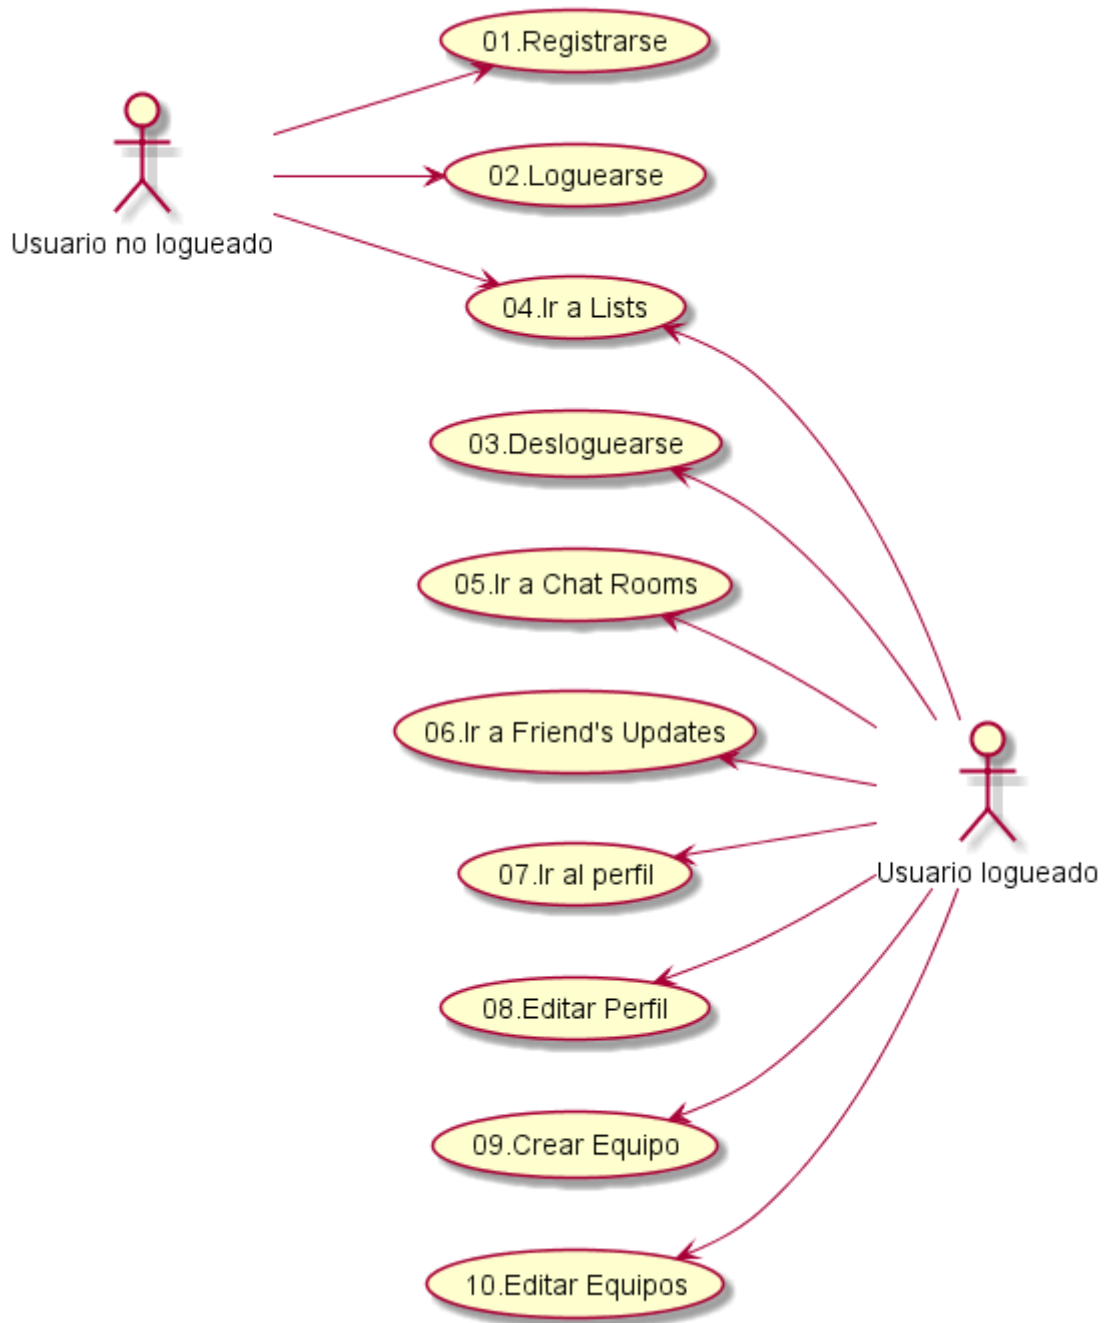 01.Registrarse
02.Loguearse
Usuario no logueado
04.Ir a Lists
03.Desloguearse
05.Ir a Chat Rooms
06.Ir a Friend's Updates
07.Ir al perfil
Usuario logueado
08.Editar Perfil
09.Crear Equipo
10.Editar Equipos